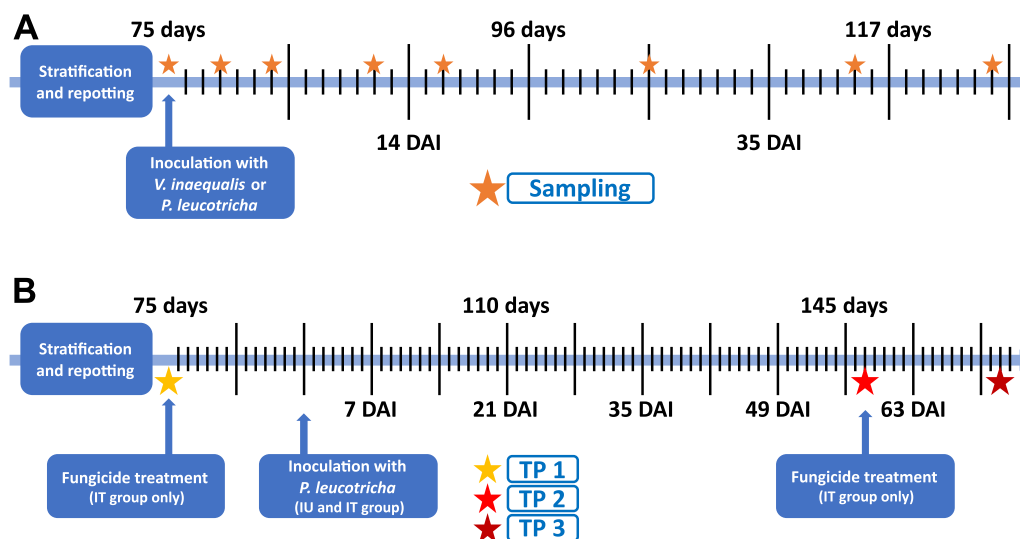 A
75 days
96 days
117 days
Stratification
and repotting
14 DAI
35 DAI
Inoculation with
V. inaequalis or
P. leucotricha
Sampling
B
75 days
110 days
145 days
Stratification
and repotting
7 DAI
21 DAI
35 DAI
49 DAI
63 DAI
Fungicide treatment
(IT group only)
Inoculation with
P. leucotricha
(IU and IT group)
TP 1
TP 2
TP 3
Fungicide treatment
(IT group only)